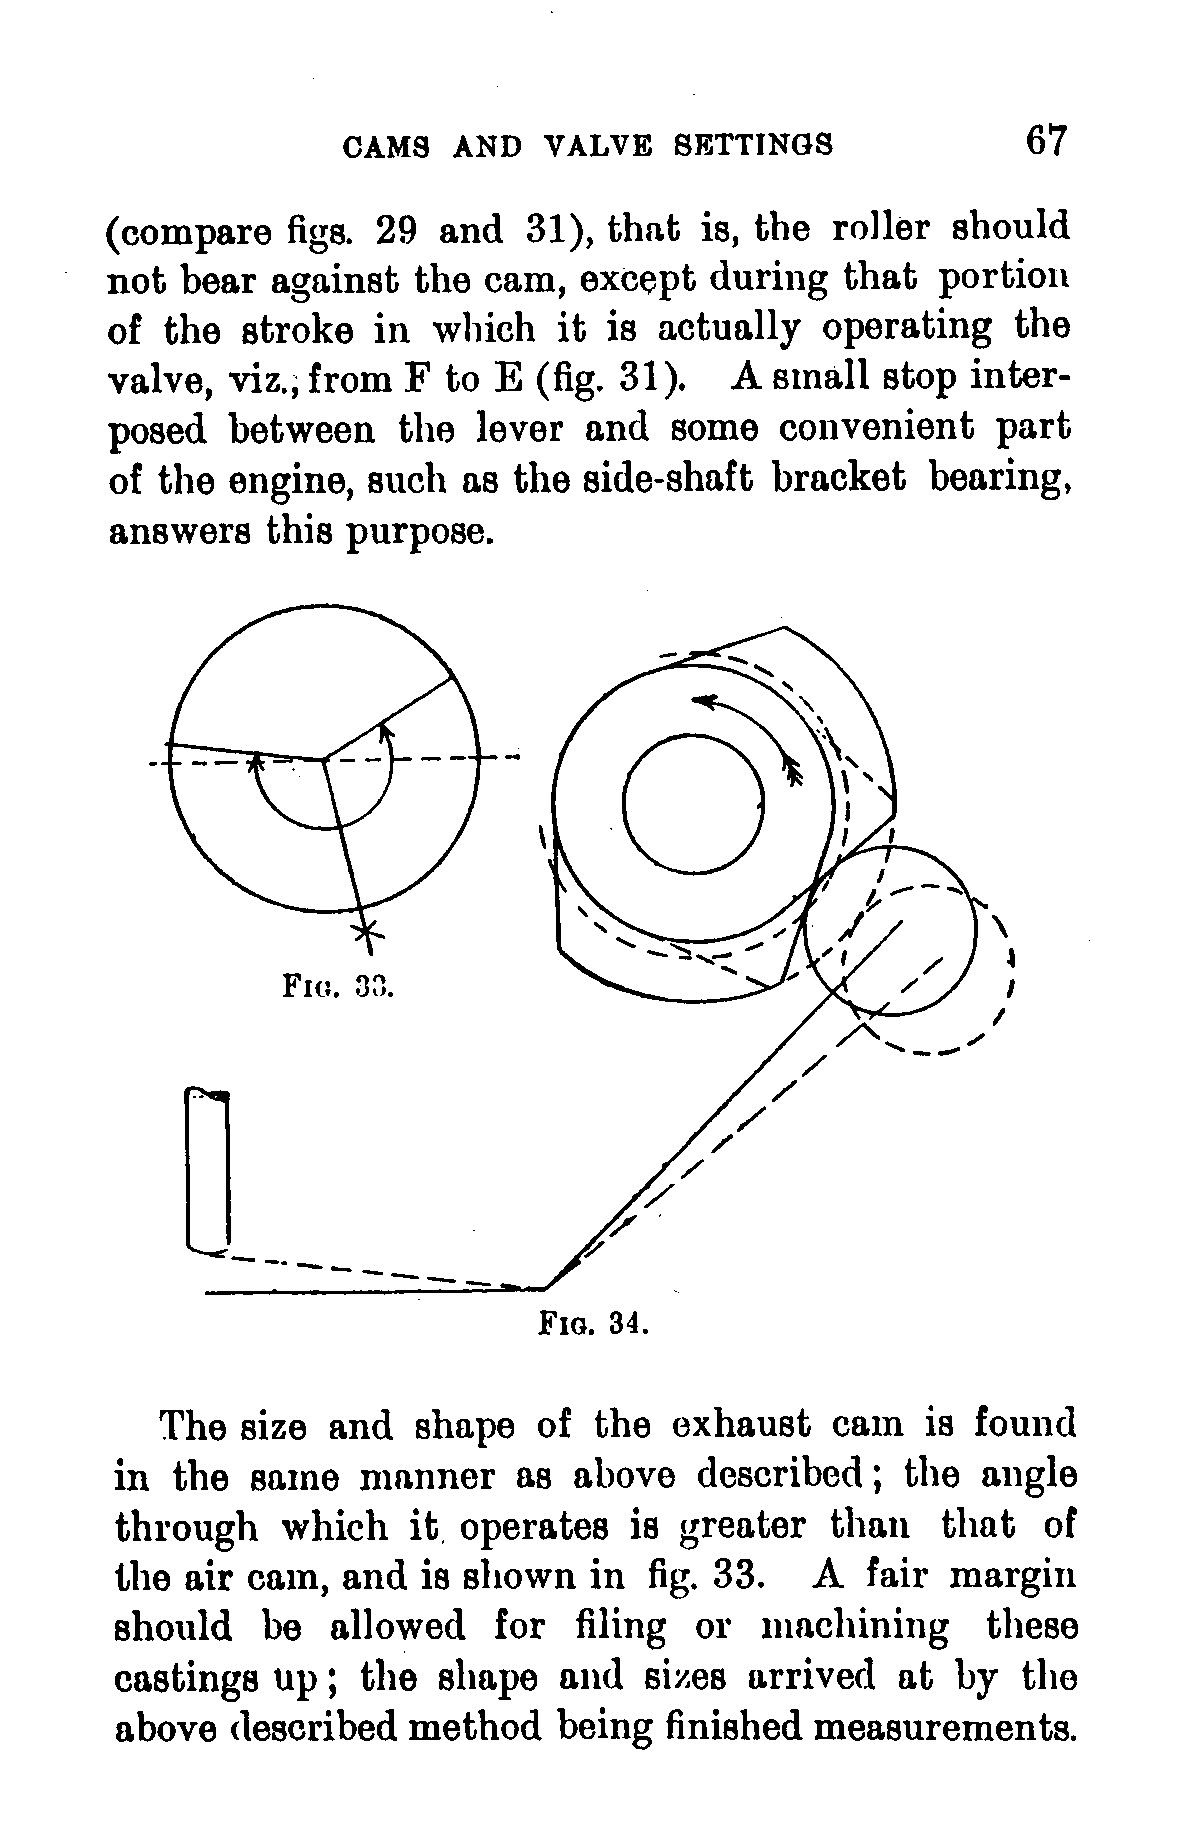 CAMS AND VALVE SETTINGS 67
(compare figs. 29 and 31), that is, the roller should
not bear against the cam, except during that portion
of the stroke in which it is actually operating the
valve, viz., from F to E (fig. 31). A small stop inter-
posed between the lever and some convenient part
of the engine, such as the side-shaft bracket bearing,
answers this purpose.
FIG. 33.
FIG. 34.
The size and shape of the exhaust cam is found
in the same manner as above described; the angle
through which it operates is greater than that of
the air cam, and is shown in fig. 33. A fair margin
should be allowed for filing or machining these
castings up; the shape and sizes arrived at by the
above described method being finished measurements.